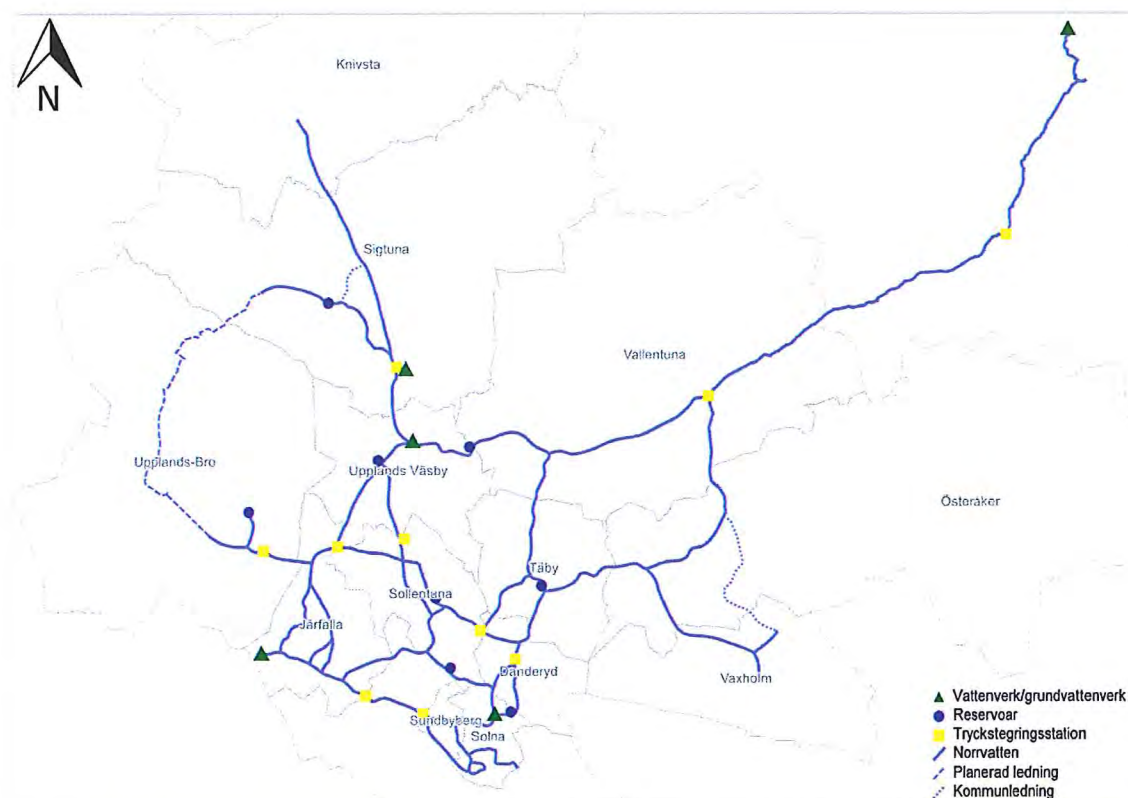 N
Knivsta
Sigtuna
Vallentuna
Upplands-Bro
Upplands Väsby
Österåker
Täby
Sollentuna
Järfalla
Danderyd
Vaxholm
Sundbyberg
Solna
Vattenverk/grundvattenverk
Reservoar
Tryckstegringsstation
Norrvatten
Planerad ledning
Kommunledning